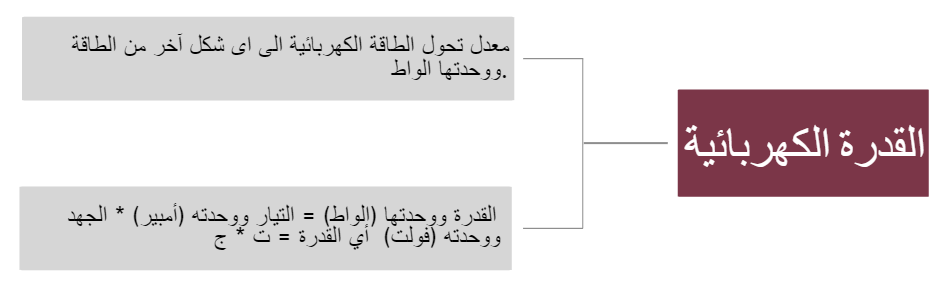 القدرة الكهربائية
معدل تحول الطاقة الكهربائية الى اى شكل آخر من الطاقة
ووحدتها الواط.
القدرة ووحدتها (الواط) = التيار ووحدته (أمبير) * الجهد
ووحدته (فولت) أي القدرة = ت * ج